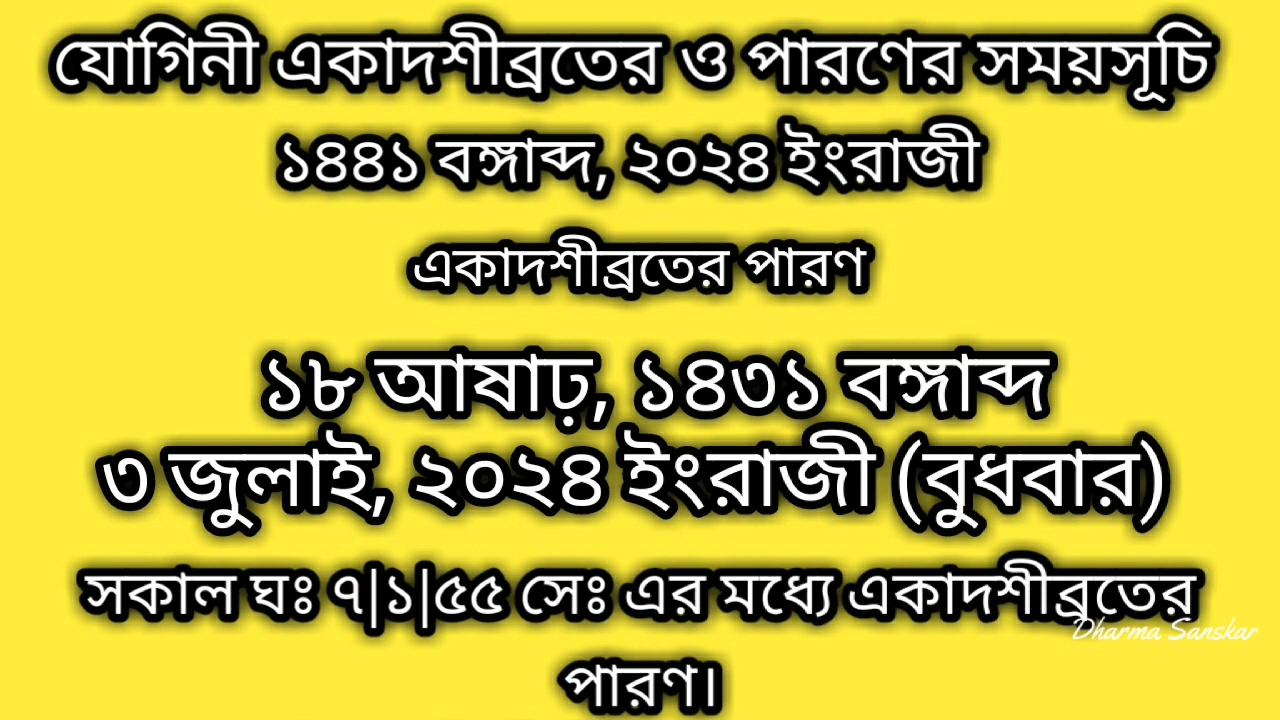 যোগিনী একাদশীব্রতের ও পারণের সময়সূচি
১৪৪১ বঙ্গাব্দ, ২০২৪ ইংরাজী
একাদশীব্রতের পারণ
১৮ আষাঢ়, ১৪৩১ বঙ্গাব্দ
৩ জুলাই, ২০২৪ ইংরাজী (বুধবার)
সকাল ঘঃ ৭|১|৫৫ সেঃ এর মধ্যে একাদশীব্রতের
Dharma Sanskar
পারণ।